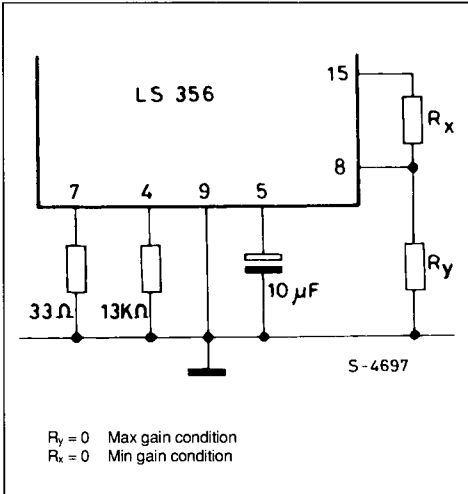 LS 356
15
Rx
8
7 4 9 5
Ry
33Ω 13KΩ 10 μF
S-4697
Ry = 0 Max gain condition
Rx = 0 Min gain condition